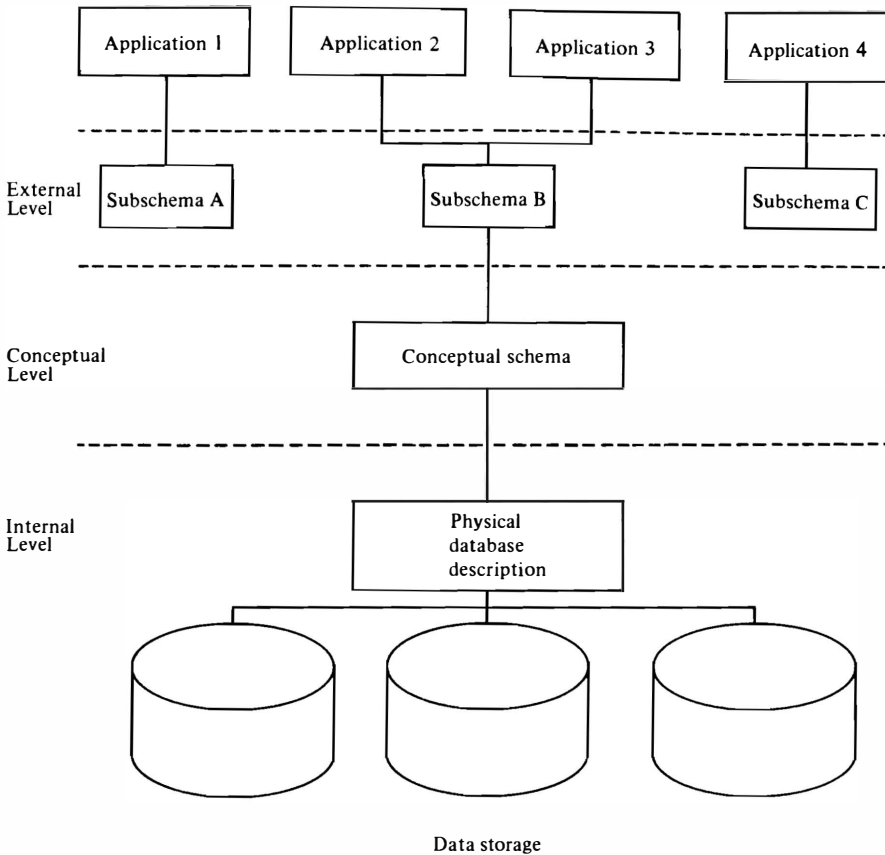 Application 1
Application 2
Application 3
Application 4
External
Level
Subschema A
Subschema B
Subschema C
Conceptual
Level
Conceptual schema
Internal
Level
Physical
database
description
Data storage